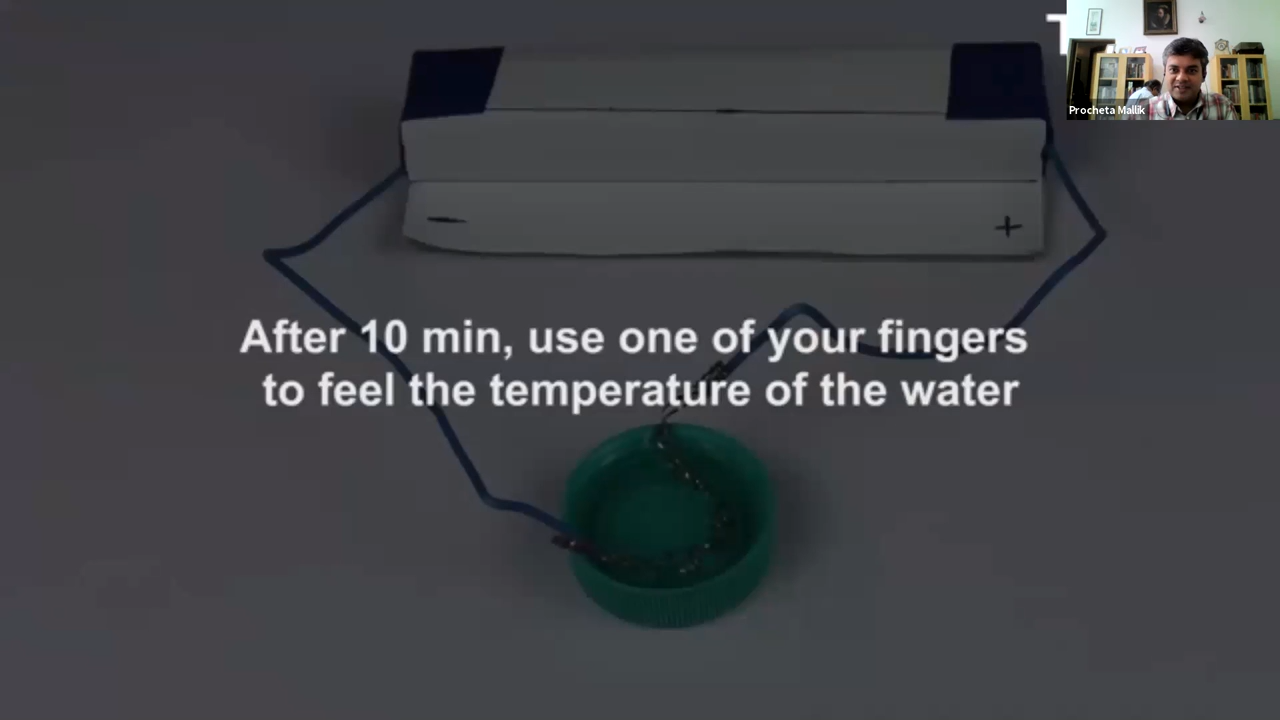 T
Procheta Mallik
−
+
After 10 min, use one of your fingers
to feel the temperature of the water